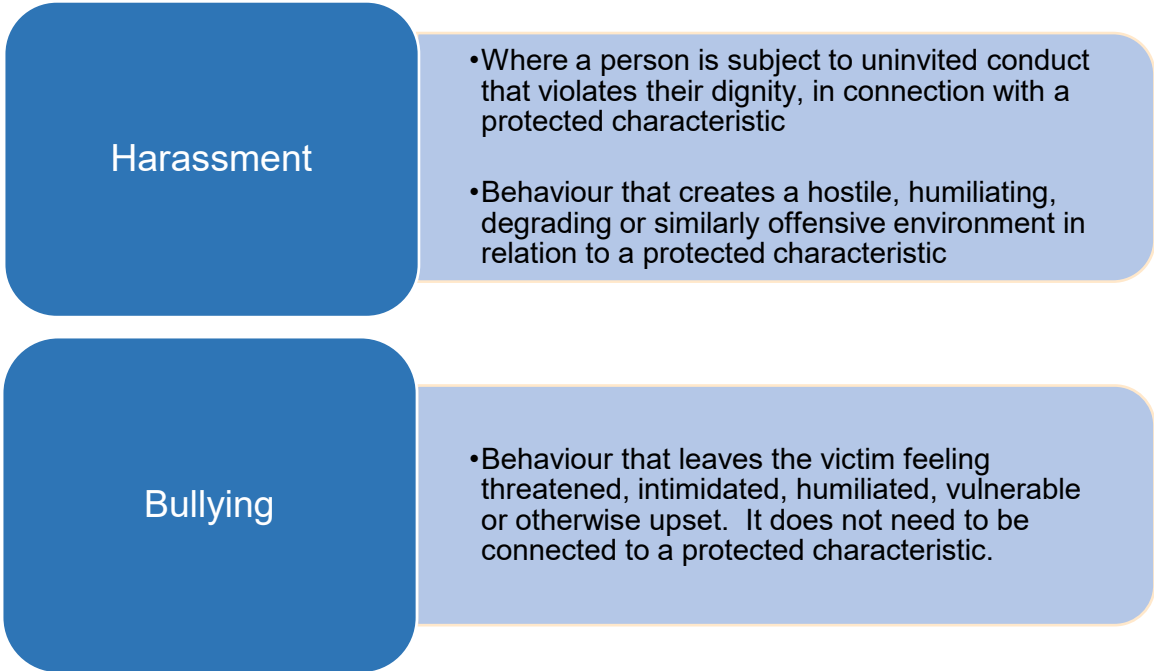 Harassment
•Where a person is subject to uninvited conduct
that violates their dignity, in connection with a
protected characteristic
•Behaviour that creates a hostile, humiliating,
degrading or similarly offensive environment in
relation to a protected characteristic
Bullying
•Behaviour that leaves the victim feeling
threatened, intimidated, humiliated, vulnerable
or otherwise upset.  It does not need to be
connected to a protected characteristic.